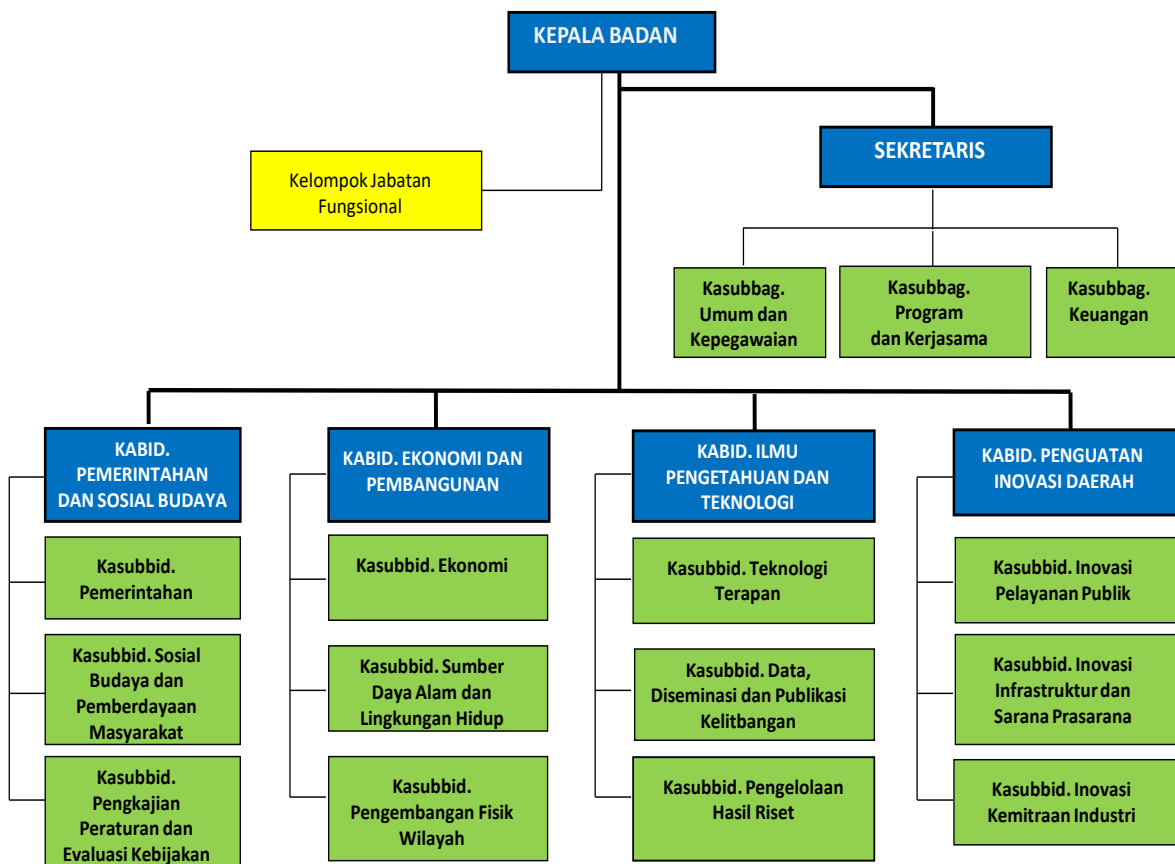 KEPALA BADAN
SEKRETARIS
Kelompok Jabatan
Fungsional
Kasubbag.
Umum dan
Kepegawaian
Kasubbag.
Program
dan Kerjasama
Kasubbag.
Keuangan
KABID.
PEMERINTAHAN
DAN SOSIAL BUDAYA
Kasubbid.
Pemerintahan
Kasubbid. Sosial
Budaya dan
Pemberdayaan
Masyarakat
Kasubbid.
Pengkajian
Peraturan dan
Evaluasi Kebijakan
KABID. EKONOMI DAN
PEMBANGUNAN
Kasubbid. Ekonomi
Kasubbid. Sumber
Daya Alam dan
Lingkungan Hidup
Kasubbid.
Pengembangan Fisik
Wilayah
KABID. ILMU
PENGETAHUAN DAN
TEKNOLOGI
Kasubbid. Teknologi
Terapan
Kasubbid. Data,
Diseminasi dan Publikasi
Kelitbangan
Kasubbid. Pengelolaan
Hasil Riset
KABID. PENGUATAN
INOVASI DAERAH
Kasubbid. Inovasi
Pelayanan Publik
Kasubbid. Inovasi
Infrastruktur dan
Sarana Prasarana
Kasubbid. Inovasi
Kemitraan Industri